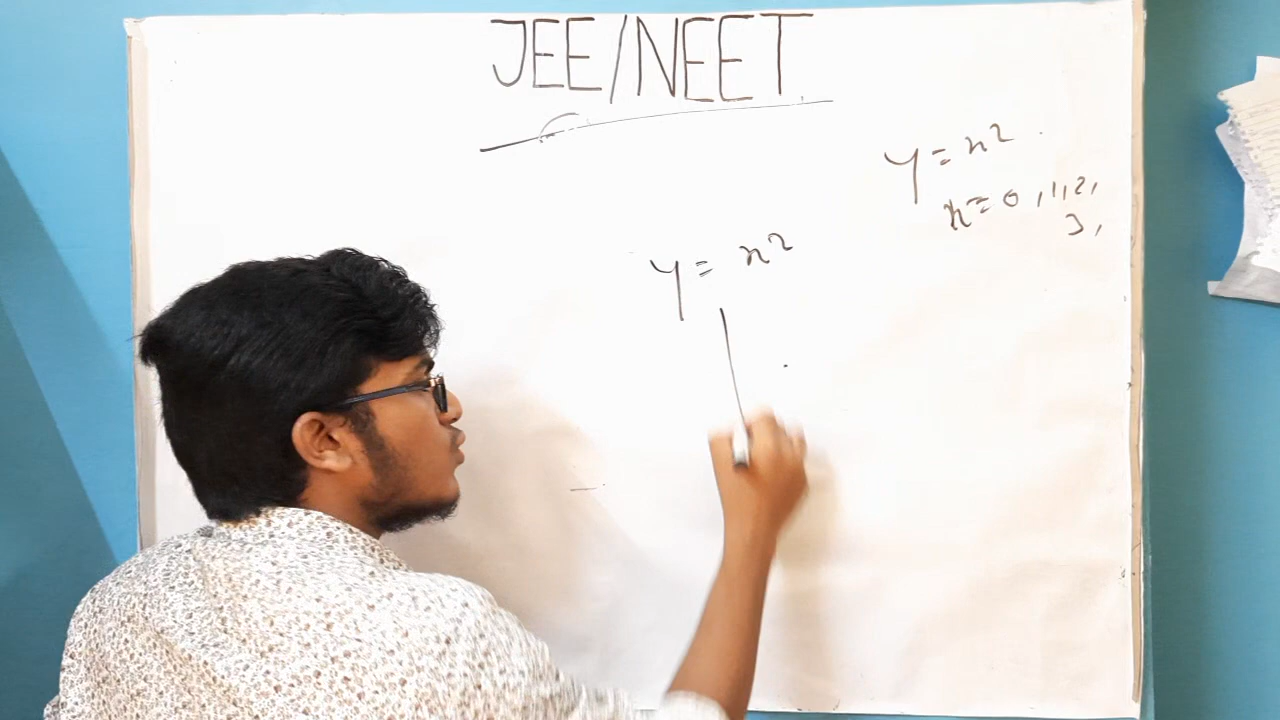 JEE/NEET
y = x²
x = 0, 1, 2,
3,
y = x²